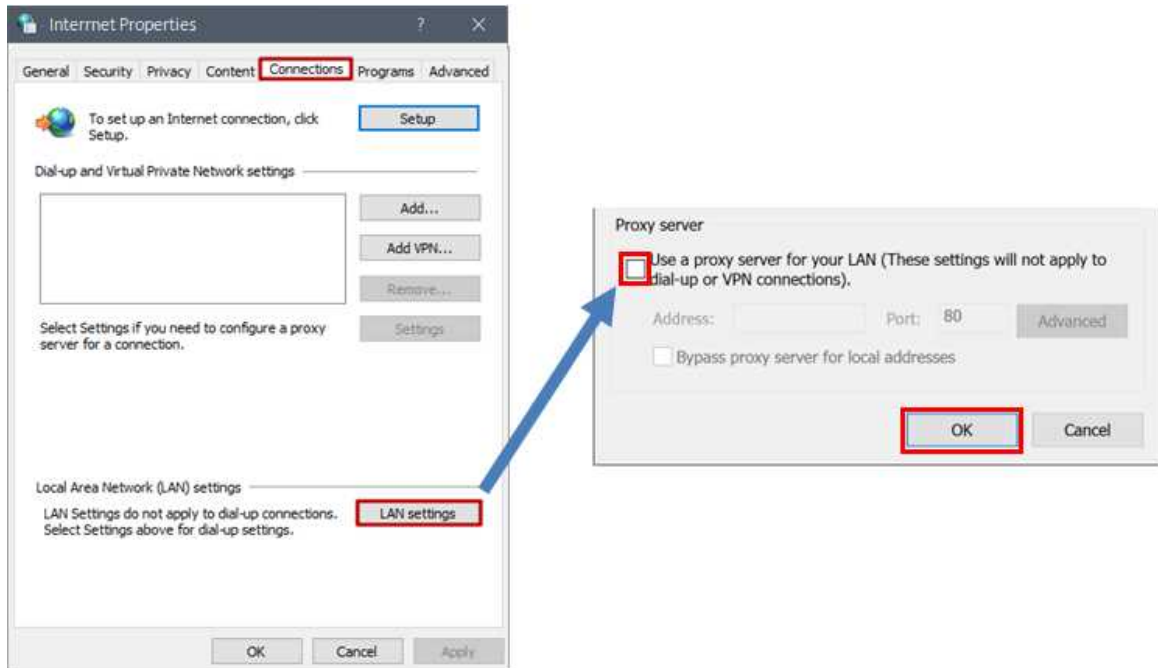 Interrnet Properties
?
General Security Privacy Content Connections Programs Advanced
To set up an Internet connection, click
Setup.
Setup
Dial-up and Virtual Private Network settings
Add...
Add VPN...
Remove...
Select Settings if you need to configure a proxy
server for a connection.
Settings
Local Area Network (LAN) settings
LAN Settings do not apply to dial-up connections.
Select Settings above for dial-up settings.
LAN settings
OK Cancel Apply
Proxy server
Use a proxy server for your LAN (These settings will not apply to
dial-up or VPN connections).
Address: Port: 80 Advanced
Bypass proxy server for local addresses
OK Cancel